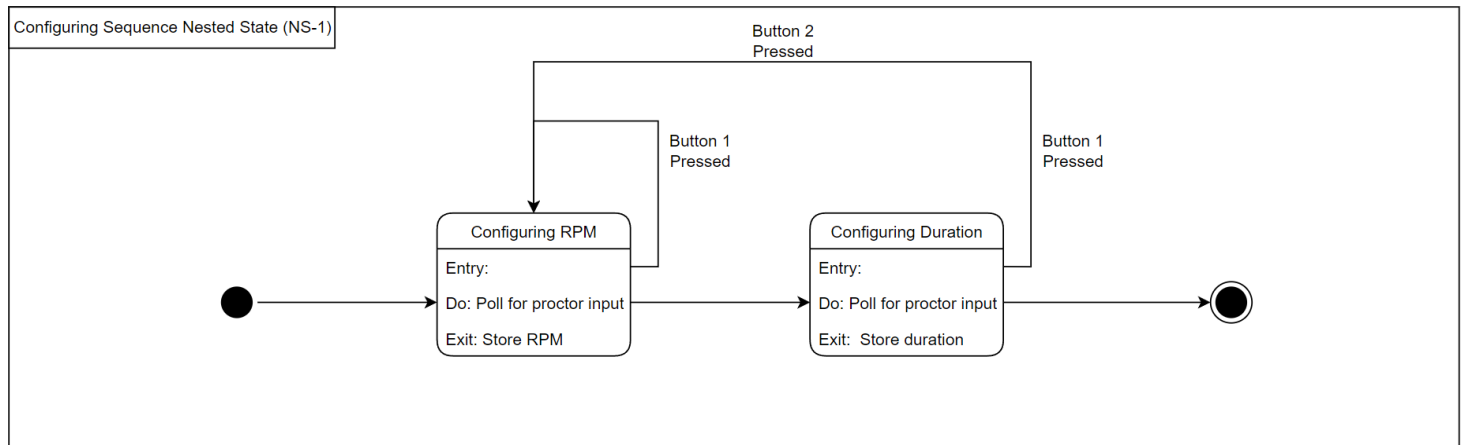 Configuring Sequence Nested State (NS-1)
Button 2
Pressed
Button 1
Pressed
Button 1
Pressed
Configuring RPM
Entry:
Do: Poll for proctor input
Exit: Store RPM
Configuring Duration
Entry:
Do: Poll for proctor input
Exit:  Store duration